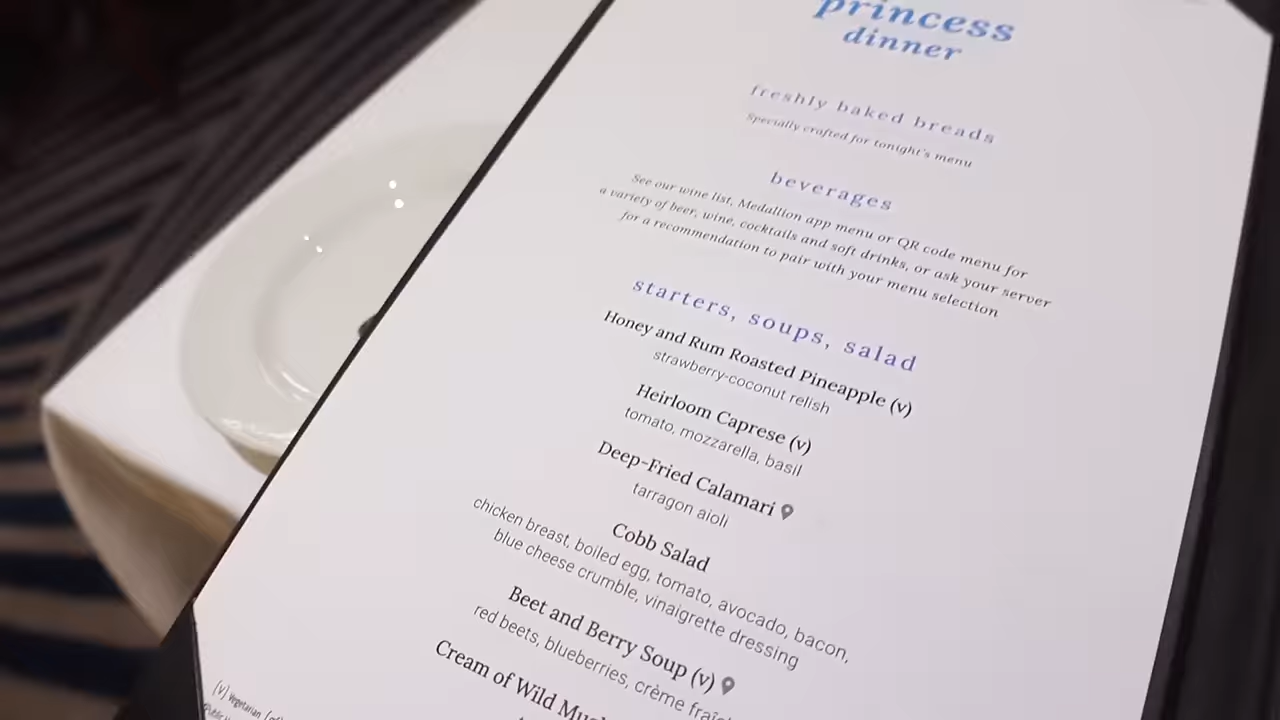 princess
dinner
freshly baked breads
Specially crafted for tonight's menu
beverages
See our wine list, Medallion app menu or QR code menu for
a variety of beer, wine, cocktails and soft drinks, or ask your server
for a recommendation to pair with your menu selection
starters, soups, salad
Honey and Rum Roasted Pineapple (v)
strawberry-coconut relish
Heirloom Caprese (v)
tomato, mozzarella, basil
Deep-Fried Calamari
tarragon aioli
Cobb Salad
chicken breast, boiled egg, tomato, avocado, bacon,
blue cheese crumble, vinaigrette dressing
Beet and Berry Soup (v)
red beets, blueberries, crème
Cream of Wild
(v) Vegetarian